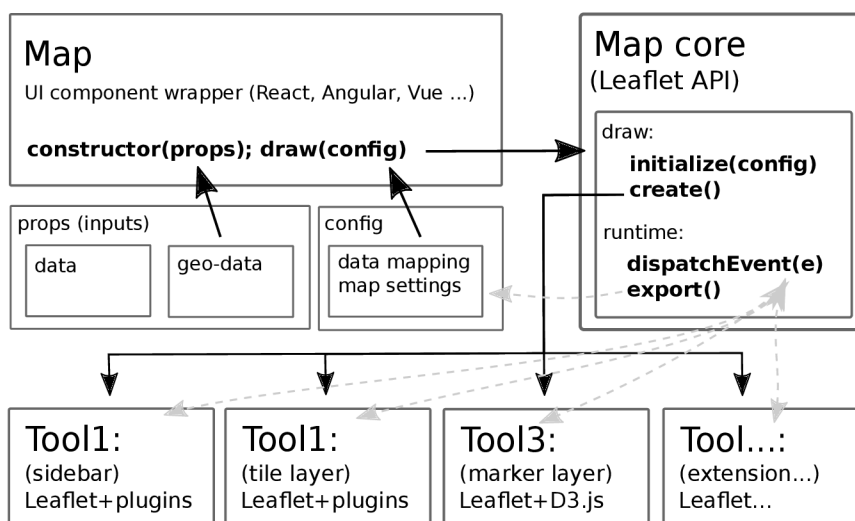 Map
UI component wrapper (React, Angular, Vue ...)
constructor(props); draw(config)
Map core
(Leaflet API)
draw:
initialize(config)
create()
runtime:
dispatchEvent(e)
export()
props (inputs)
data
geo-data
config
data mapping
map settings
Tool1:
(sidebar)
Leaflet+plugins
Tool1:
(tile layer)
Leaflet+plugins
Tool3:
(marker layer)
Leaflet+D3.js
Tool...:
(extension...)
Leaflet...